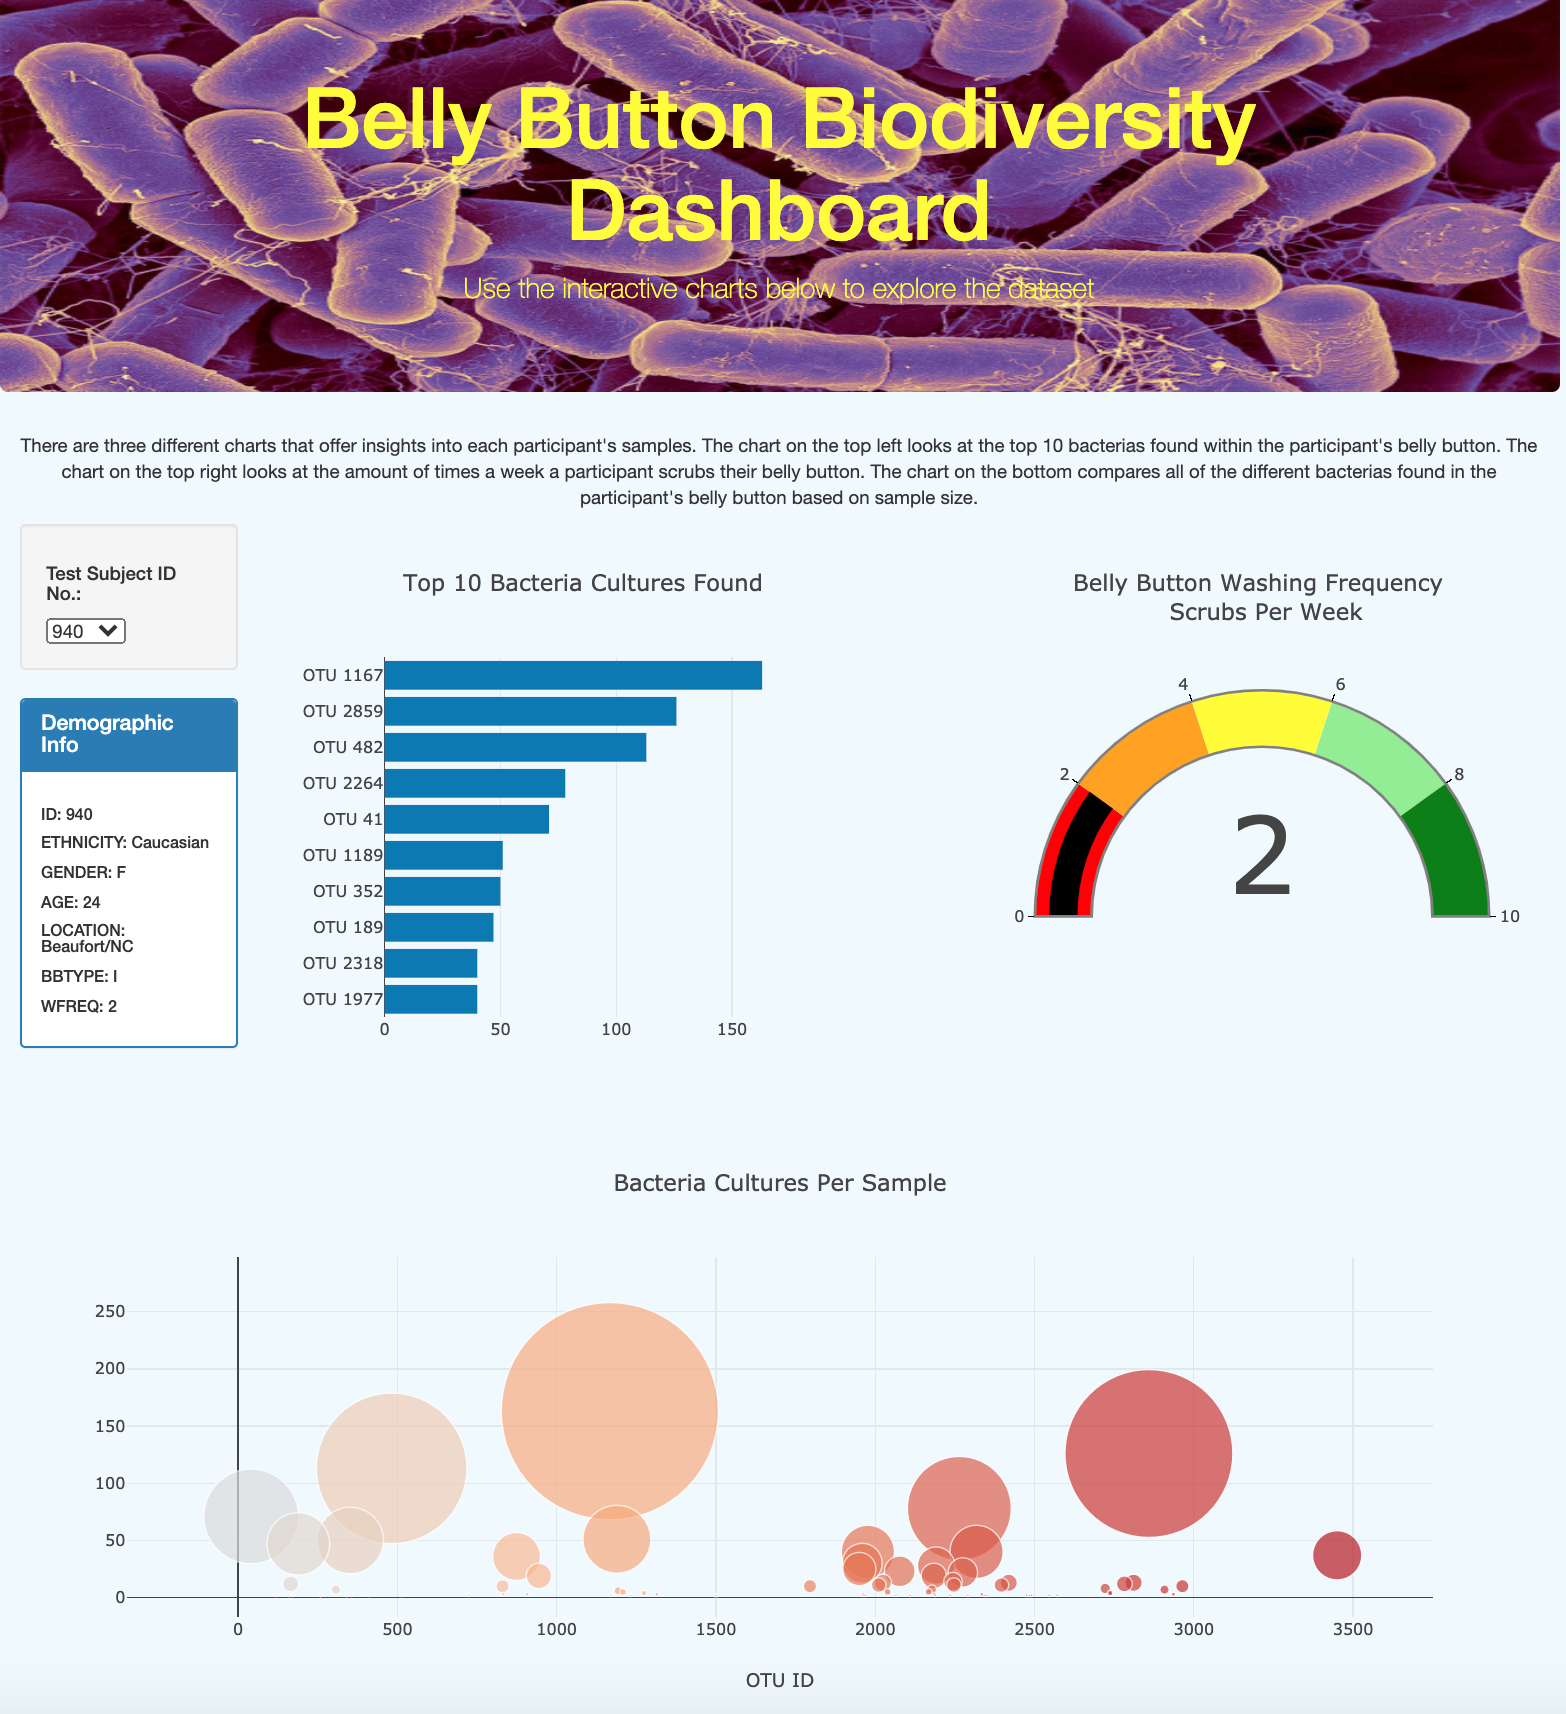 Belly Button Biodiversity
Dashboard
Use the interactive charts below to explore the dataset
There are three different charts that offer insights into each participant's samples. The chart on the top left looks at the top 10 bacterias found within the participant's belly button. The
chart on the top right looks at the amount of times a week a participant scrubs their belly button. The chart on the bottom compares all of the different bacterias found in the
participant's belly button based on sample size.
Test Subject ID
No.:
940
Demographic
Info
ID: 940
ETHNICITY: Caucasian
GENDER: F
AGE: 24
LOCATION:
Beaufort/NC
BBTYPE: I
WFREQ: 2
Top 10 Bacteria Cultures Found
OTU 1167
OTU 2859
OTU 482
OTU 2264
OTU 41
OTU 1189
OTU 352
OTU 189
OTU 2318
OTU 1977
0 50 100 150
Belly Button Washing Frequency
Scrubs Per Week
4 6
2 8
2
0 10
Bacteria Cultures Per Sample
250
200
150
100
50
0
0 500 1000 1500 2000 2500 3000 3500
OTU ID